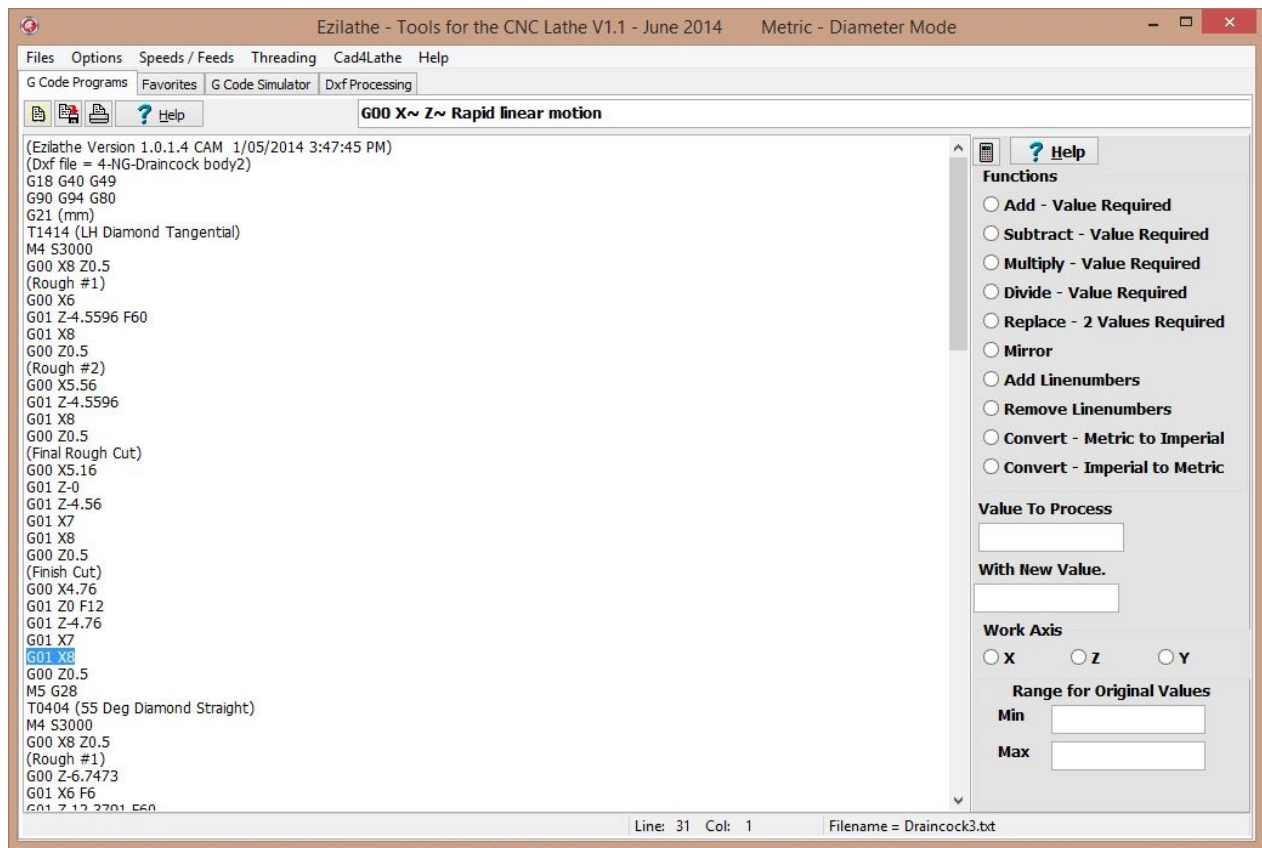 Ezilathe - Tools for the CNC Lathe V1.1 - June 2014 Metric - Diameter Mode
Files Options Speeds / Feeds Threading Cad4Lathe Help
G Code Programs Favorites G Code Simulator Dxf Processing
? Help G00 X~ Z~ Rapid linear motion
(Ezilathe Version 1.0.1.4 CAM 1/05/2014 3:47:45 PM)
(Dxf file = 4-NG-Draincock body2)
G18 G40 G49
G90 G94 G80
G21 (mm)
T1414 (LH Diamond Tangential)
M4 S3000
G00 X8 Z0.5
(Rough #1)
G00 X6
G01 Z-4.5596 F60
G01 X8
G00 Z0.5
(Rough #2)
G00 X5.56
G01 Z-4.5596
G01 X8
G00 Z0.5
(Final Rough Cut)
G00 X5.16
G01 Z-0
G01 Z-4.56
G01 X7
G01 X8
G00 Z0.5
(Finish Cut)
G00 X4.76
G01 Z0 F12
G01 Z-4.76
G01 X7
G01 X8
G00 Z0.5
M5 G28
T0404 (55 Deg Diamond Straight)
M4 S3000
G00 X8 Z0.5
(Rough #1)
G00 Z-6.7473
G01 X6 F6
G01 Z-12.3791 F60
? Help
Functions
Add - Value Required
Subtract - Value Required
Multiply - Value Required
Divide - Value Required
Replace - 2 Values Required
Mirror
Add Linenumbers
Remove Linenumbers
Convert - Metric to Imperial
Convert - Imperial to Metric
Value To Process
With New Value.
Work Axis
X Z Y
Range for Original Values
Min
Max
Line: 31 Col: 1 Filename = Draincock3.txt